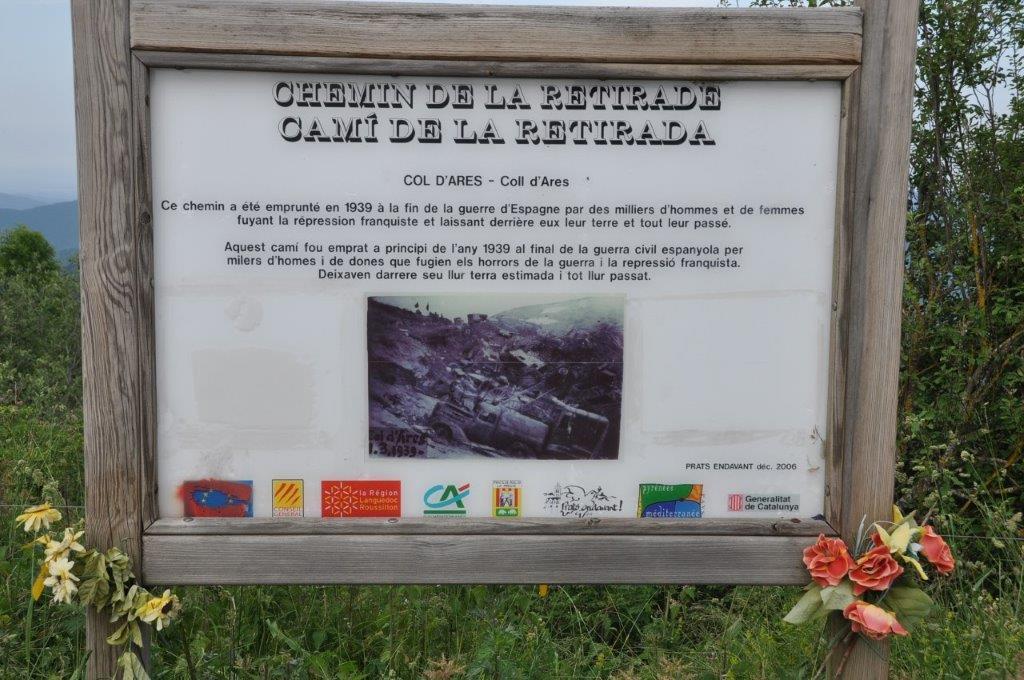 CHEMIN DE LA RETIRADE
CAMÍ DE LA RETIRADA
COL D'ARES - Coll d'Ares
Ce chemin a été emprunté en 1939 à la fin de la guerre d'Espagne par des milliers d'hommes et de femmes
fuyant la répression franquiste et laissant derrière eux leur terre et tout leur passé.
Aquest camí fou emprat a principi de l'any 1939 al final de la guerra civil espanyola per
milers d'homes i de dones que fugien els horrors de la guerra i la repressió franquista.
Deixaven darrere seu llur terra estimada i tot llur passat.
Col d'Ares
.3.1939.
PRATS ENDAVANT déc. 2006
la Région
Languedoc
Roussillon
CA
Prats endavant!
pyrénées
méditerranée
Generalitat
de Catalunya